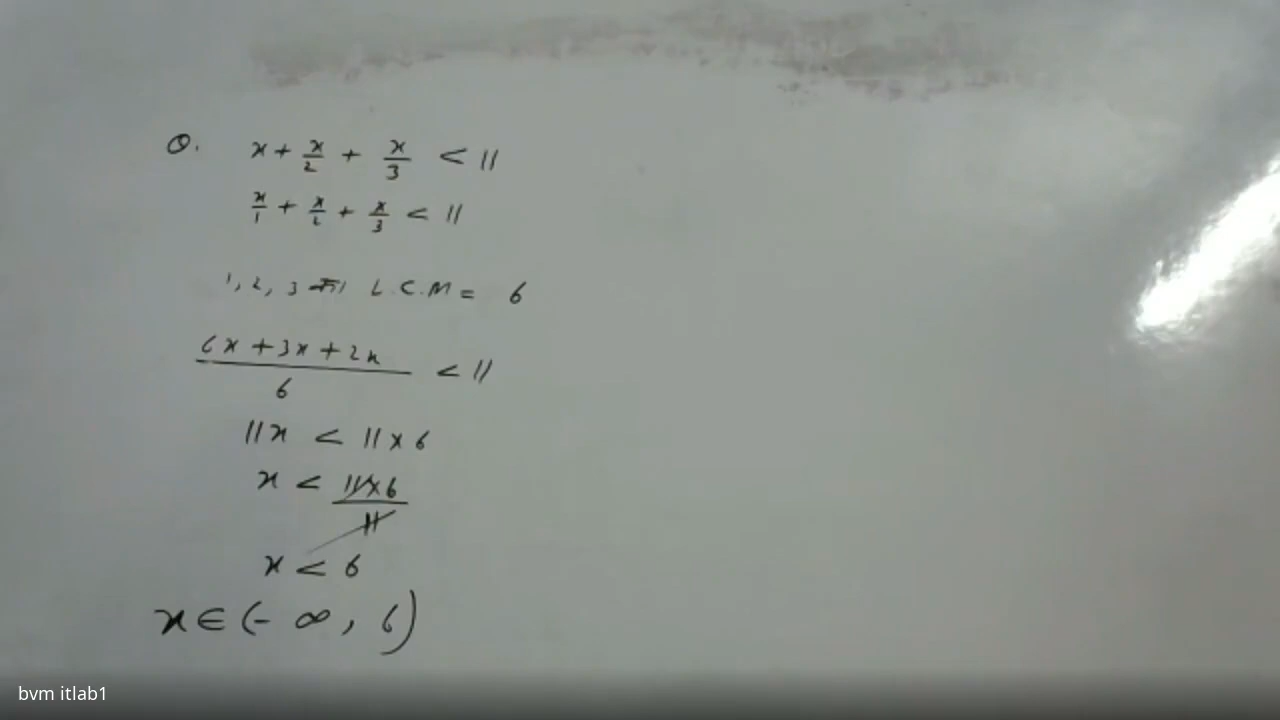 Q. x + x/2 + x/3 < 11
x/1 + x/2 + x/3 < 11
1, 2, 3 का L.C.M = 6
(6x + 3x + 2x)/6 < 11
11x < 11 × 6
x < (11 × 6)/11
x < 6
x ∈ (- ∞, 6)
bvm itlab1